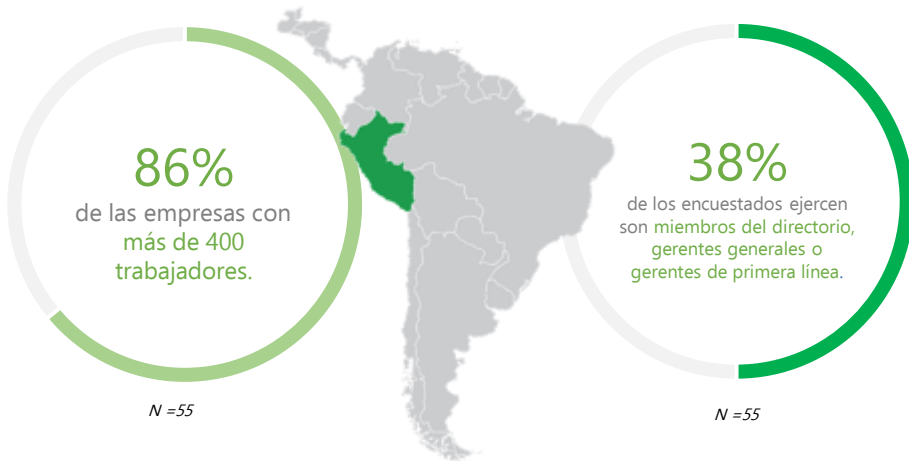 86%
de las empresas con
más de 400
trabajadores.
N =55
38%
de los encuestados ejercen
son miembros del directorio,
gerentes generales o
gerentes de primera línea.
N =55